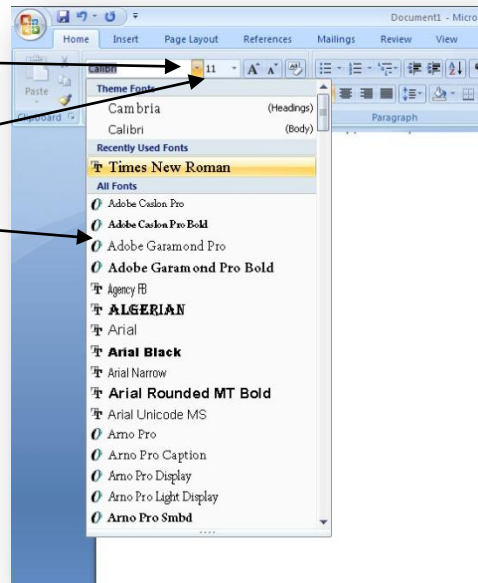 Document1 - Micro
Home Insert Page Layout References Mailings Review View
Calibri 11 A A
Paste
Clipboard Paragraph
Theme Fonts
Cambria (Headings)
Calibri (Body)
Recently Used Fonts
Times New Roman
All Fonts
Adobe Caslon Pro
Adobe Caslon Pro Bold
Adobe Garamond Pro
Adobe Garamond Pro Bold
Agency FB
ALGERIAN
Arial
Arial Black
Arial Narrow
Arial Rounded MT Bold
Arial Unicode MS
Arno Pro
Arno Pro Caption
Arno Pro Display
Arno Pro Light Display
Arno Pro Smbd